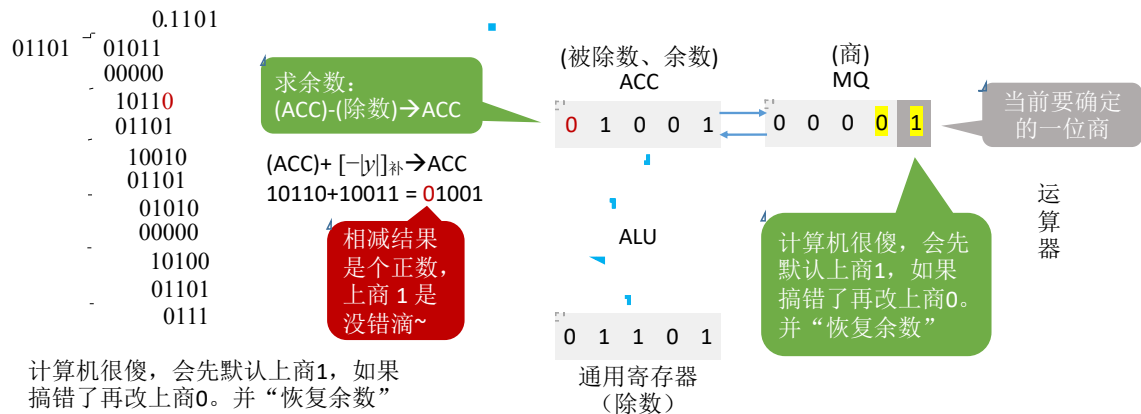 0.1101
01101
01011
00000
10110
01101
10010
01101
01010
00000
10100
01101
0111
求余数：
(ACC)-(除数)→ACC
(ACC)+ [−|y|]补→ACC
10110+10011 = 01001
相减结果
是个正数，
上商 1 是
没错滴~
(被除数、余数)
ACC
0 1 0 0 1
(商)
MQ
0 0 0 0 1
当前要确定
的一位商
ALU
计算机很傻，会先
默认上商1，如果
搞错了再改上商0。
并“恢复余数”
运
算
器
0 1 1 0 1
通用寄存器
（除数）
计算机很傻，会先默认上商1，如果
搞错了再改上商0。并“恢复余数”